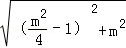 √((m²/4 − 1)² + m²)